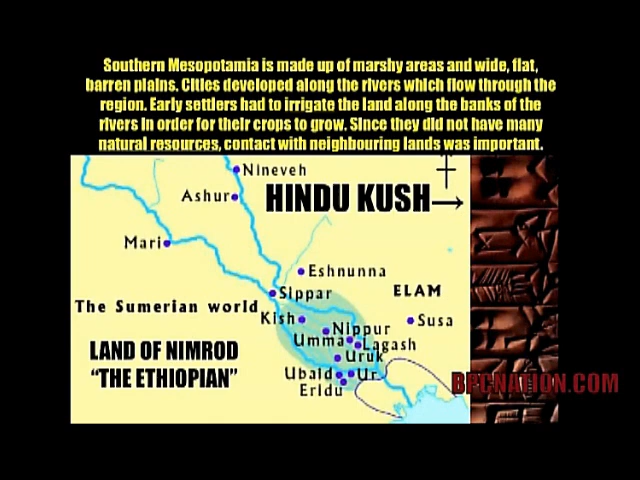 Southern Mesopotamia is made up of marshy areas and wide, flat,
barren plains. Cities developed along the rivers which flow through the
region. Early settlers had to irrigate the land along the banks of the
rivers in order for their crops to grow. Since they did not have many
natural resources, contact with neighbouring lands was important.
Nineveh
Ashur
HINDU KUSH
Mari
Eshnunna
Sippar
ELAM
The Sumerian world
Kish
Susa
Nippur
Umma
Lagash
LAND OF NIMROD
Uruk
"THE ETHIOPIAN"
Ubaid
Ur
Eridu